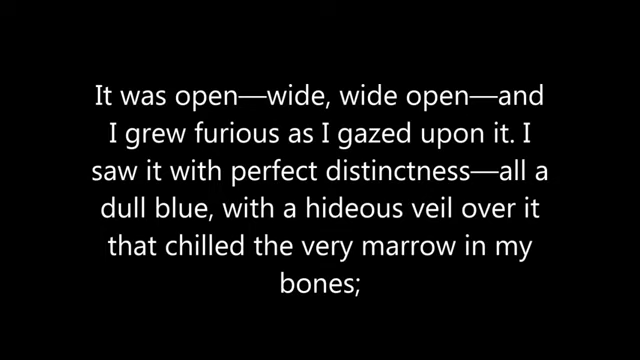 It was open—wide, wide open—and
I grew furious as I gazed upon it. I
saw it with perfect distinctness—all a
dull blue, with a hideous veil over it
that chilled the very marrow in my
bones;